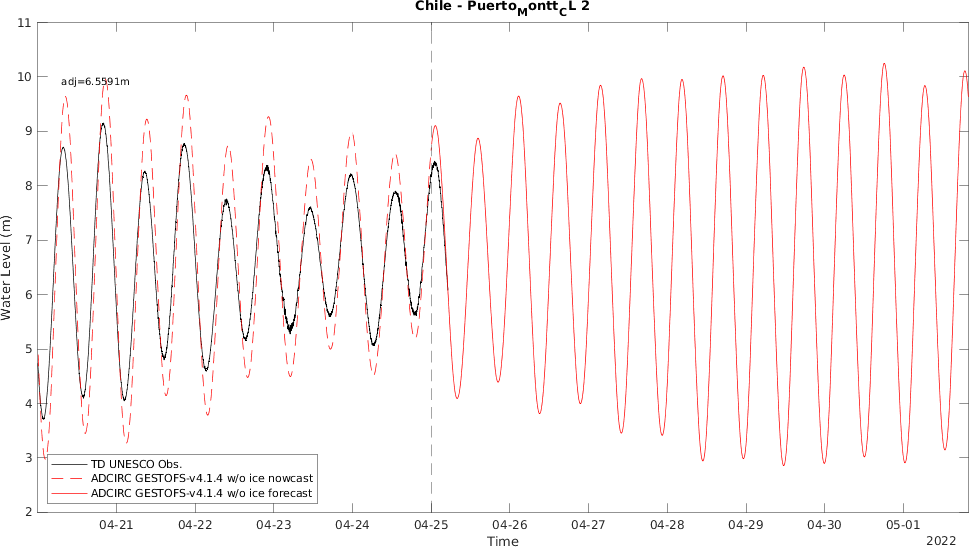 Chile - PuertoMonttCL 2
11
10
9
8
7
6
5
4
3
2
Water Level (m)
adj=6.5591m
TD UNESCO Obs.
ADCIRC GESTOFS-v4.1.4 w/o ice nowcast
ADCIRC GESTOFS-v4.1.4 w/o ice forecast
04-21 04-22 04-23 04-24 04-25 04-26 04-27 04-28 04-29 04-30 05-01
Time
2022